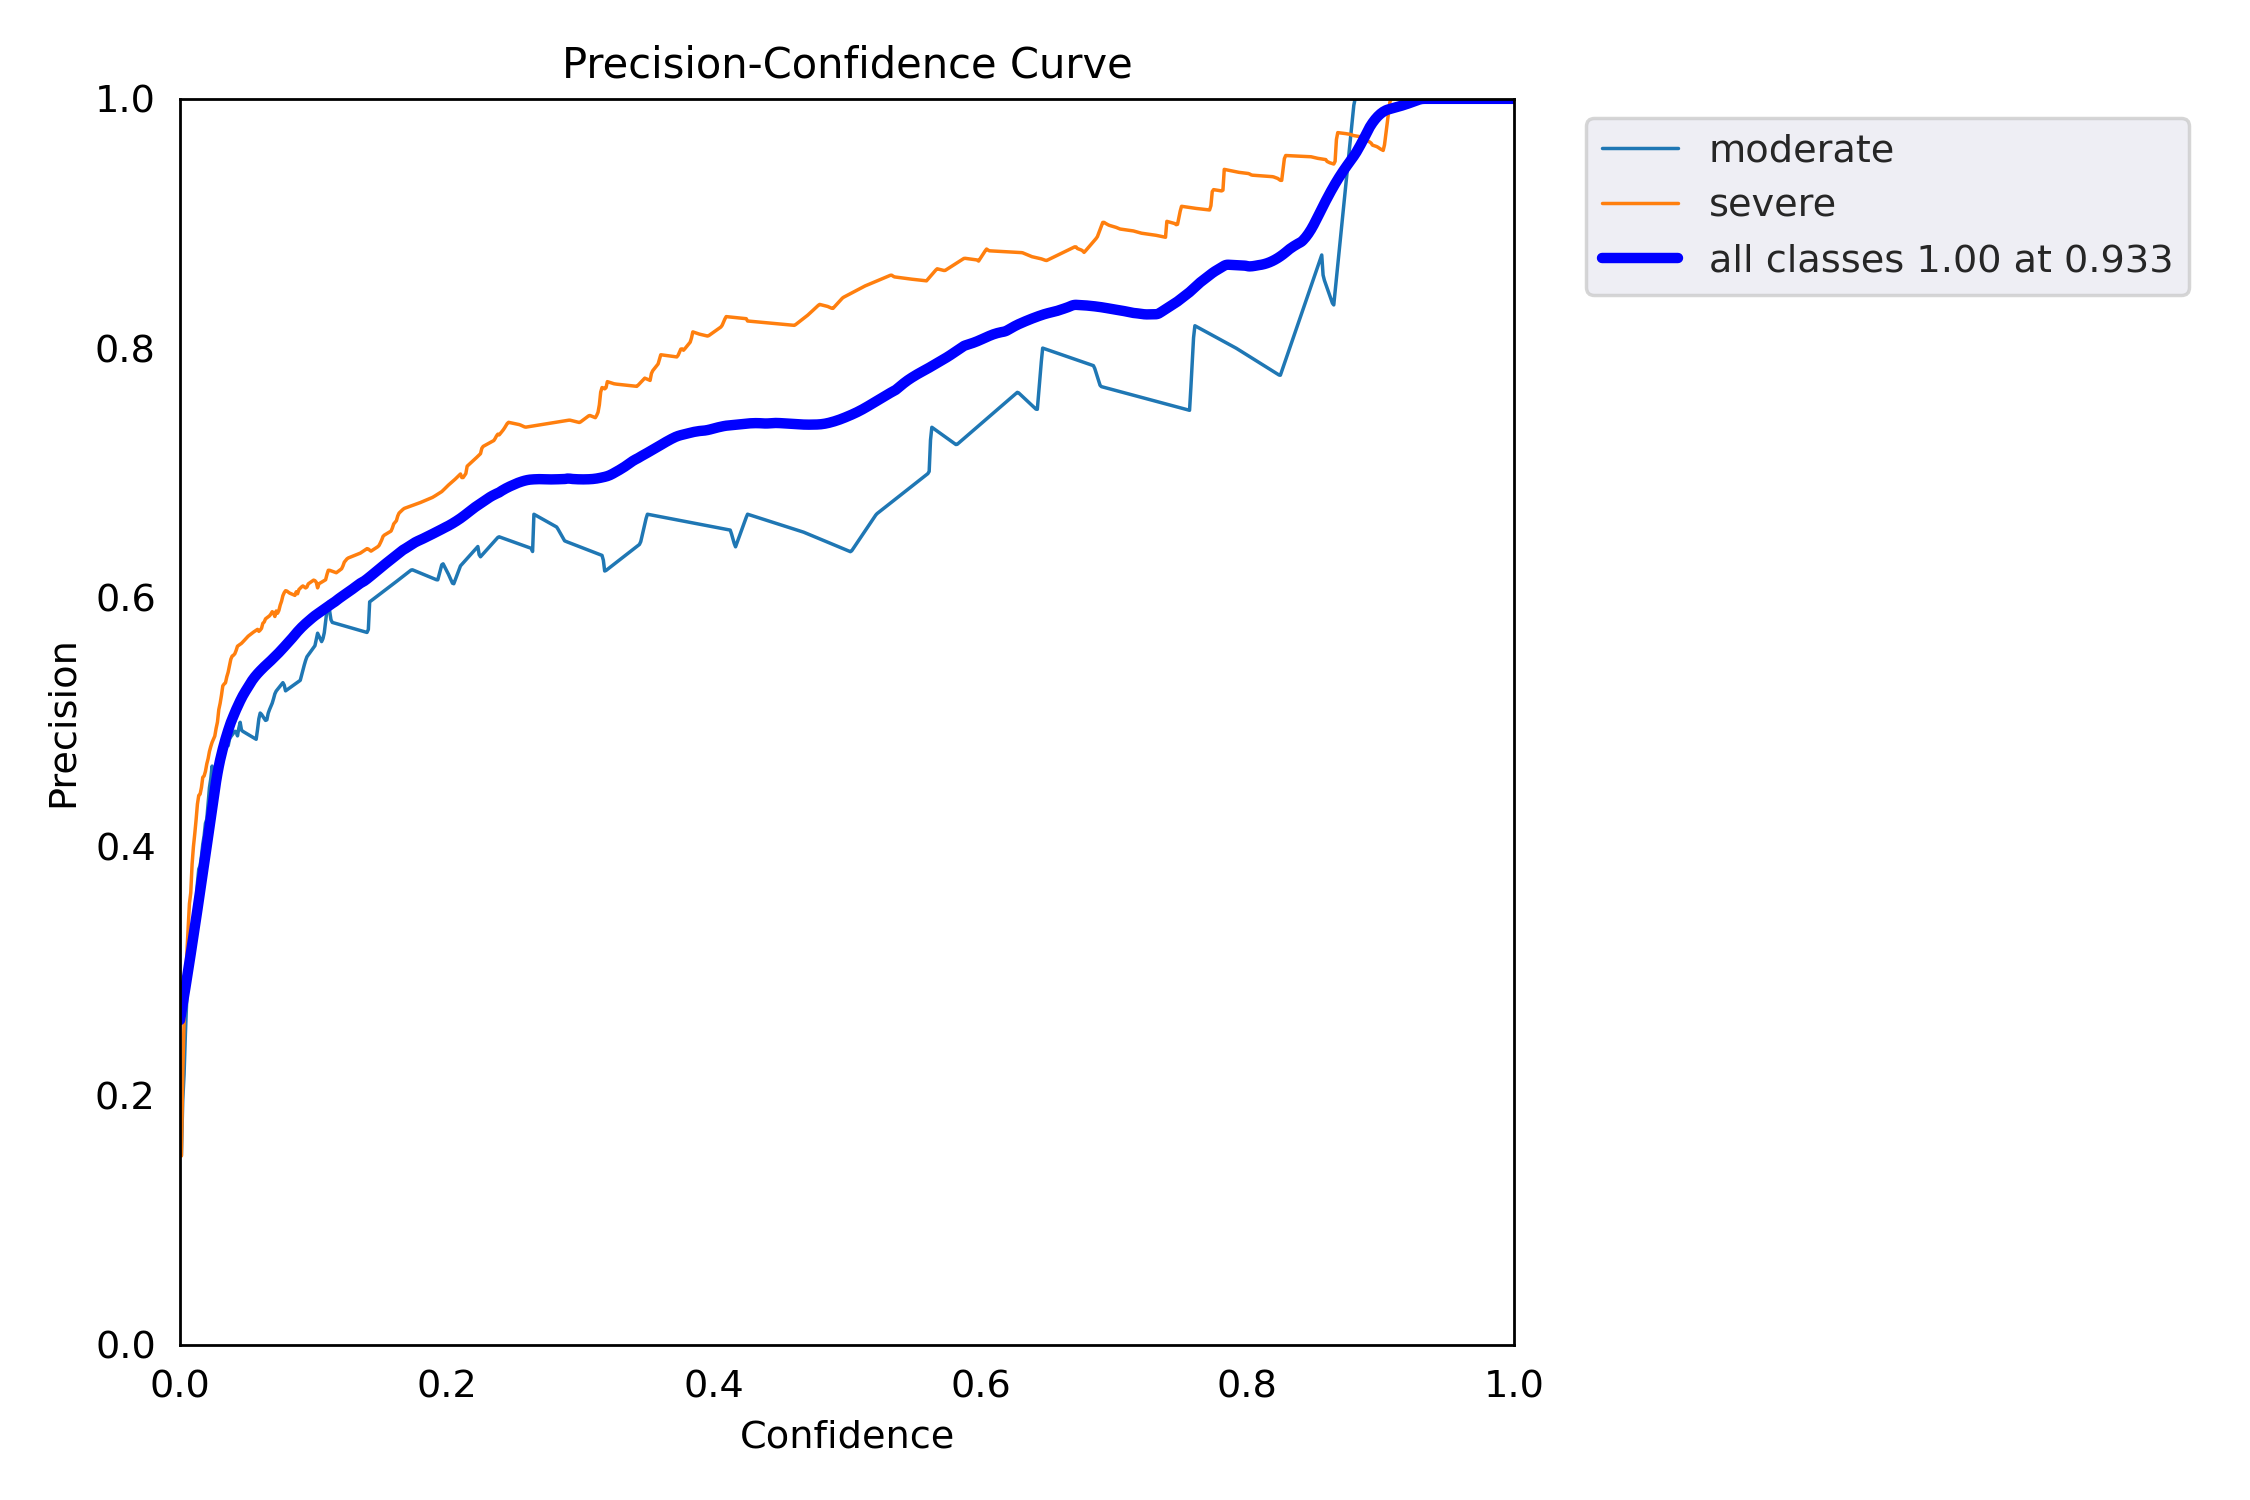 Precision-Confidence Curve
1.0
0.8
0.6
0.4
0.2
0.0
Precision
0.0 0.2 0.4 0.6 0.8 1.0
Confidence
moderate
severe
all classes 1.00 at 0.933